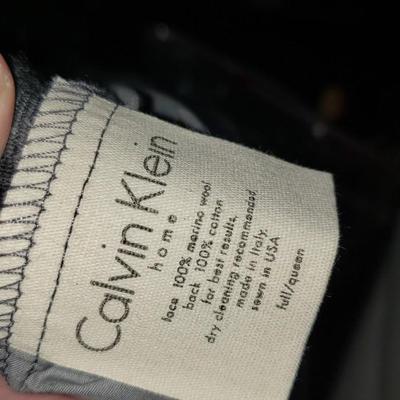 Calvin Klein
home
face 100% merino wool
back 100% cotton
for best results,
dry cleaning recommended.
made in Italy.
sewn in USA
full/queen